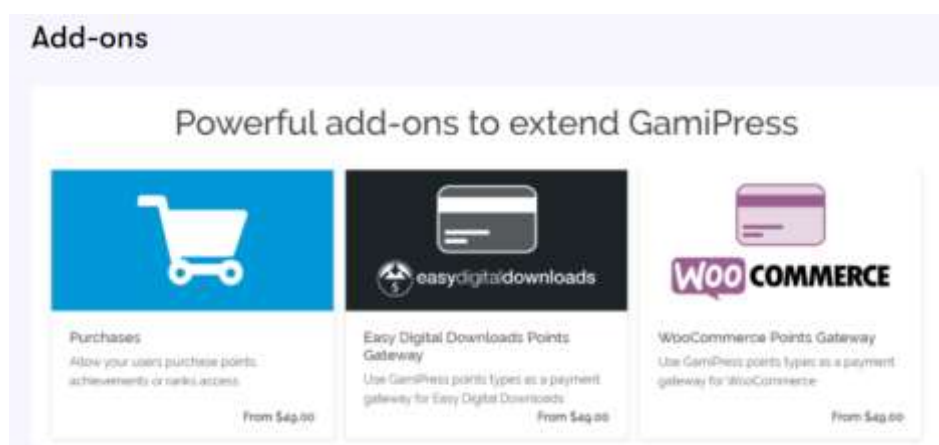 Add-ons
Powerful add-ons to extend GamiPress
easydigitaldownloads
WOO COMMERCE
Purchases
Allow your users purchase points
achievements or ranks access
From $49.00
Easy Digital Downloads Points
Gateway
Use GamiPress points types as a payment
gateway for Easy Digital Downloads
From $49.00
WooCommerce Points Gateway
Use GamiPress points types as a payment
gateway for WooCommerce
From $49.00